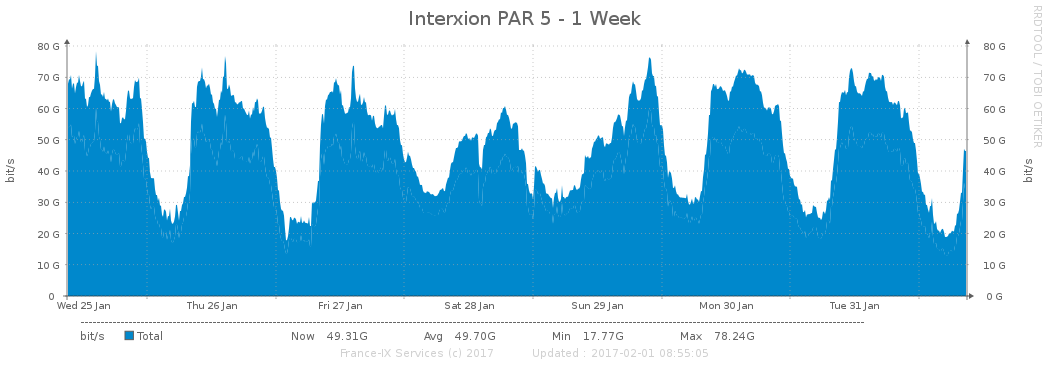 Interxion PAR 5 - 1 Week
RRDTOOL / TOBI OETIKER
80 G 80 G
70 G 70 G
60 G 60 G
50 G 50 G
40 G 40 G
30 G 30 G
20 G 20 G
10 G 10 G
0 0 G
bit/s
bit/s
Wed 25 Jan Thu 26 Jan Fri 27 Jan Sat 28 Jan Sun 29 Jan Mon 30 Jan Tue 31 Jan
bit/s Total Now 49.31G Avg 49.70G Min 17.77G Max 78.24G
France-IX Services (c) 2017 Updated : 2017-02-01 08:55:05